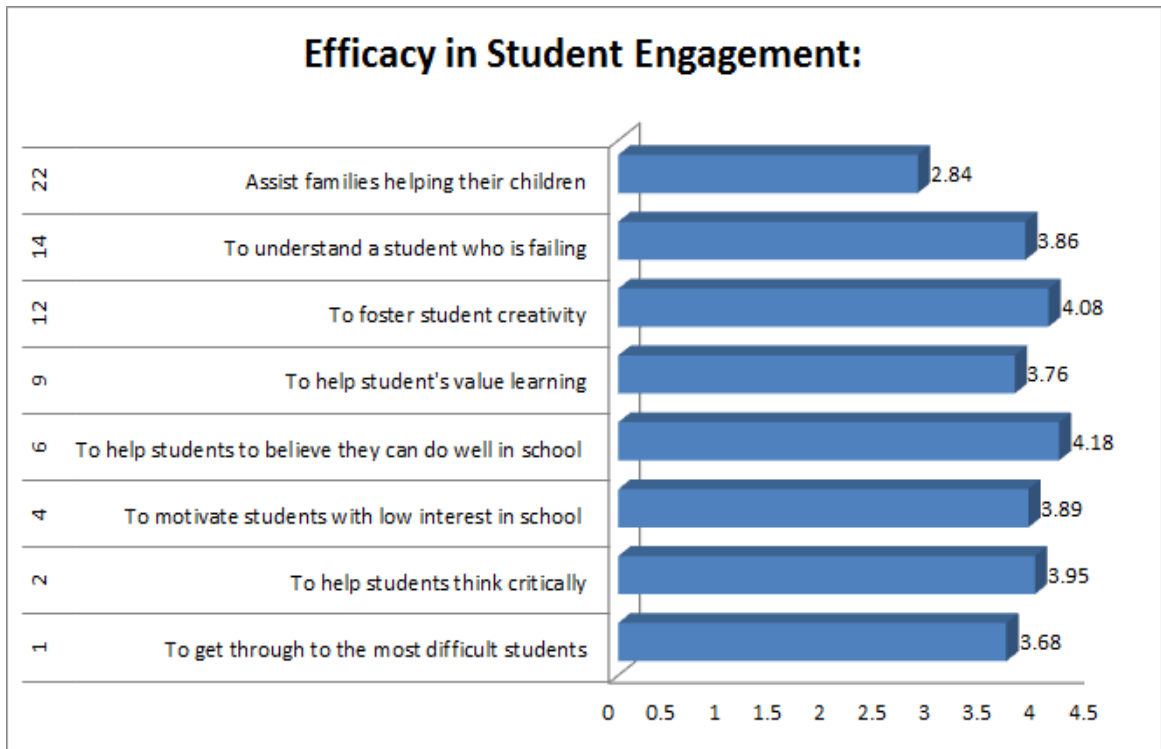 Efficacy in Student Engagement:
22 Assist families helping their children 2.84
14 To understand a student who is failing 3.86
12 To foster student creativity 4.08
9 To help student's value learning 3.76
6 To help students to believe they can do well in school 4.18
4 To motivate students with low interest in school 3.89
2 To help students think critically 3.95
1 To get through to the most difficult students 3.68
0 0.5 1 1.5 2 2.5 3 3.5 4 4.5